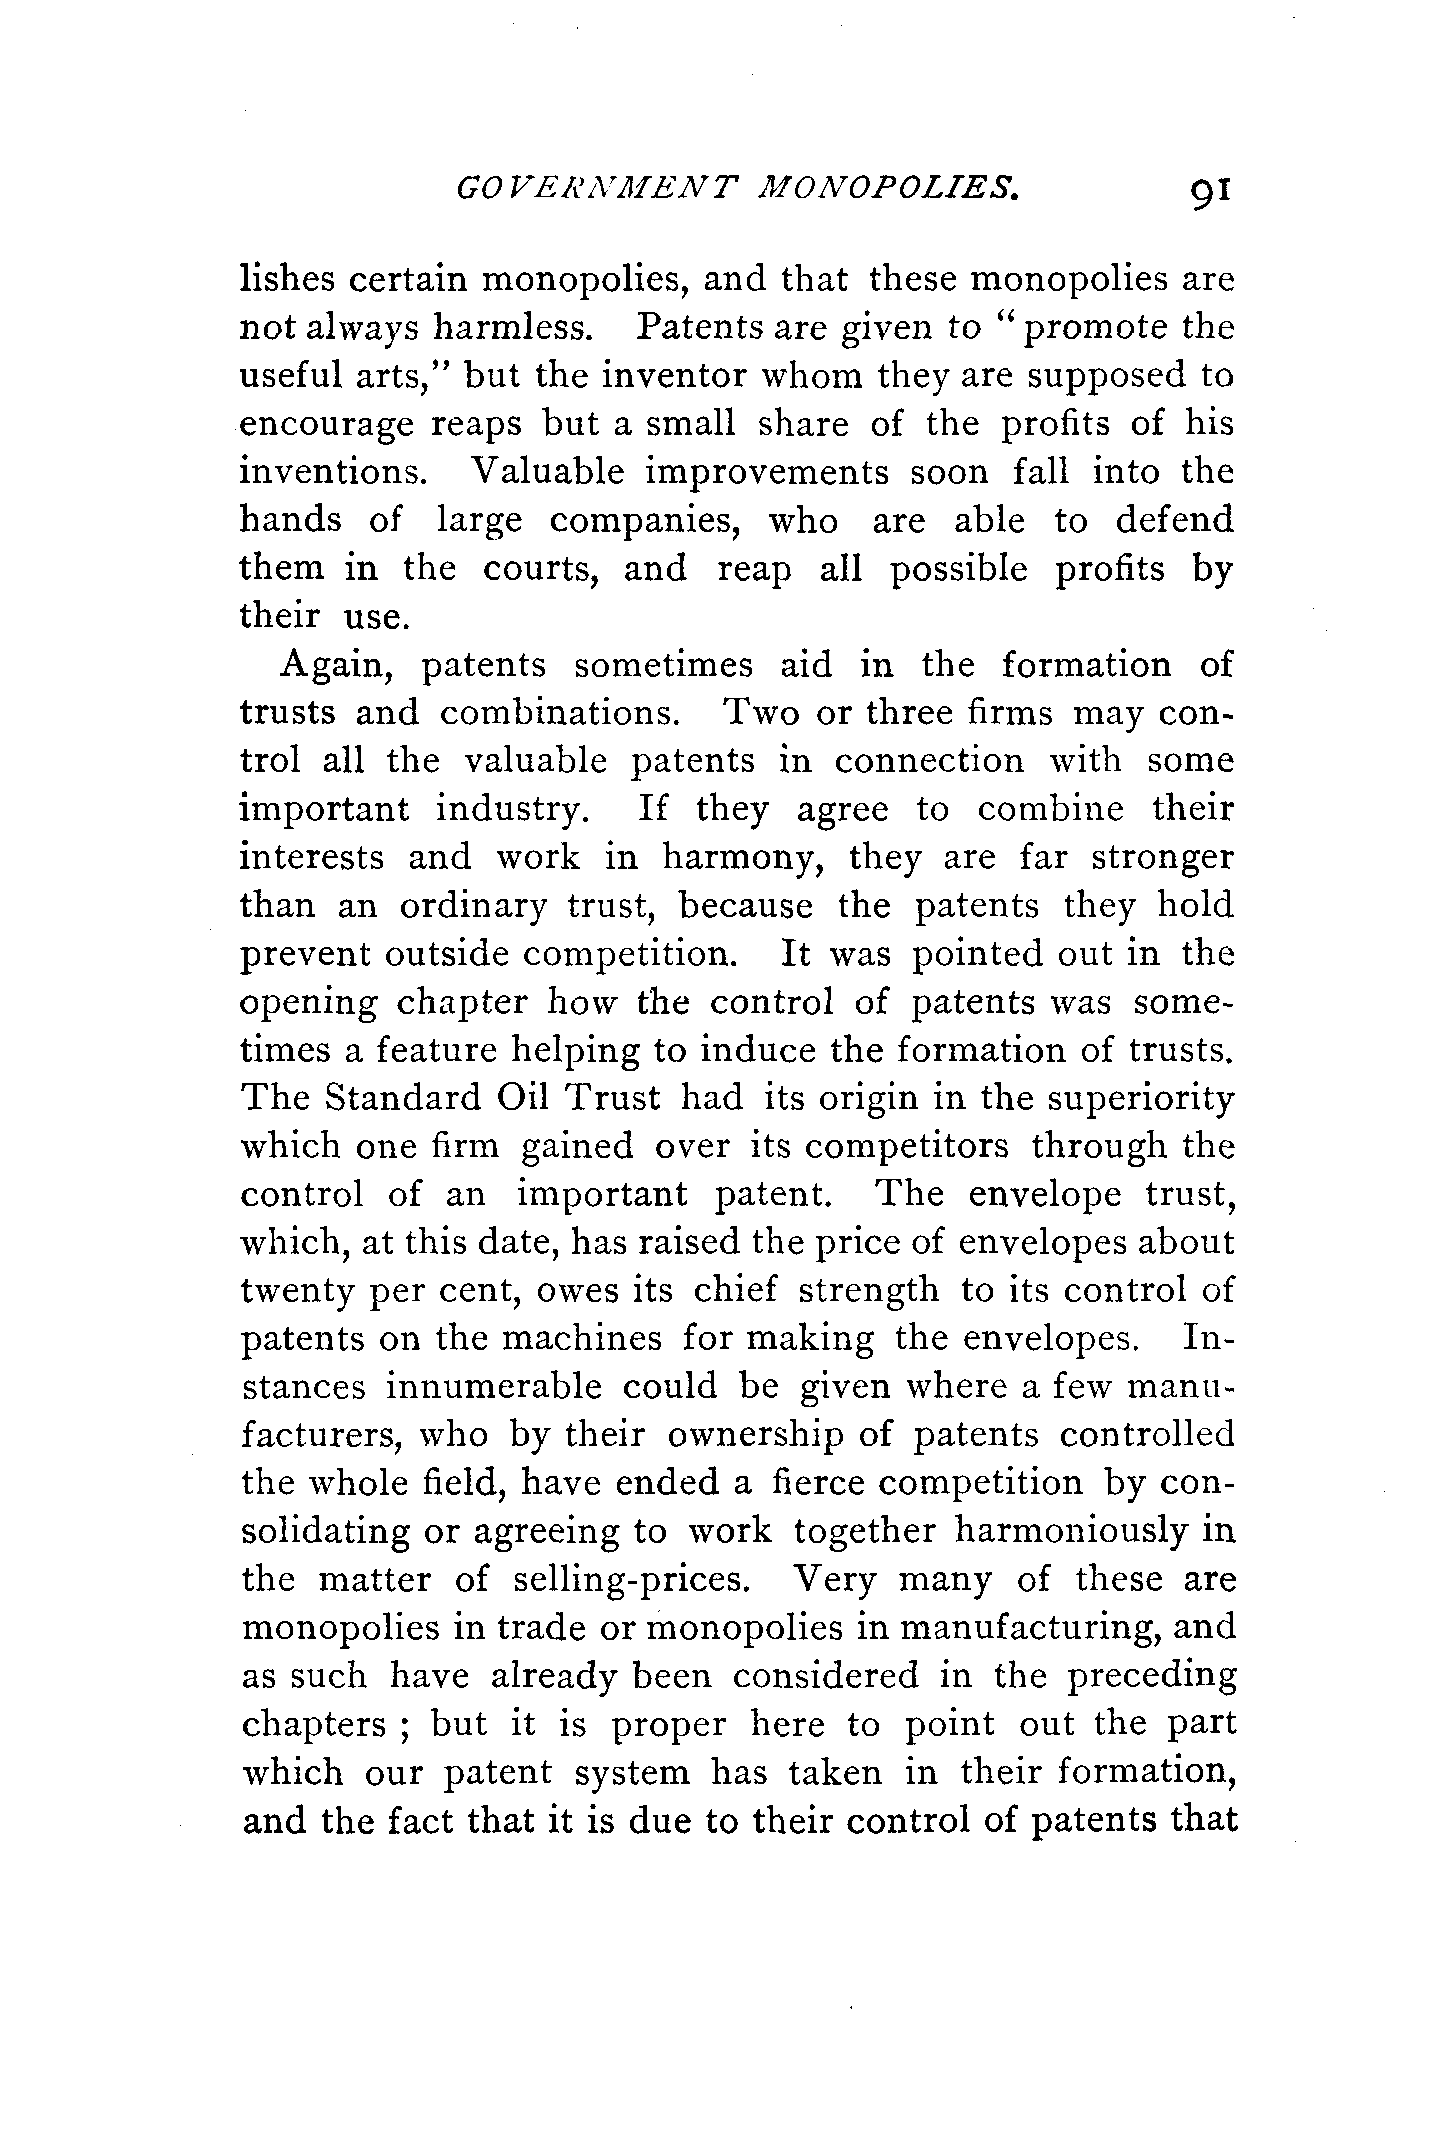 GOVERNMENT MONOPOLIES. 91
lishes certain monopolies, and that these monopolies are
not always harmless. Patents are given to " promote the
useful arts," but the inventor whom they are supposed to
encourage reaps but a small share of the profits of his
inventions. Valuable improvements soon fall into the
hands of large companies, who are able to defend
them in the courts, and reap all possible profits by
their use.
Again, patents sometimes aid in the formation of
trusts and combinations. Two or three firms may con-
trol all the valuable patents in connection with some
important industry. If they agree to combine their
interests and work in harmony, they are far stronger
than an ordinary trust, because the patents they hold
prevent outside competition. It was pointed out in the
opening chapter how the control of patents was some-
times a feature helping to induce the formation of trusts.
The Standard Oil Trust had its origin in the superiority
which one firm gained over its competitors through the
control of an important patent. The envelope trust,
which, at this date, has raised the price of envelopes about
twenty per cent, owes its chief strength to its control of
patents on the machines for making the envelopes. In-
stances innumerable could be given where a few manu-
facturers, who by their ownership of patents controlled
the whole field, have ended a fierce competition by con-
solidating or agreeing to work together harmoniously in
the matter of selling-prices. Very many of these are
monopolies in trade or monopolies in manufacturing, and
as such have already been considered in the preceding
chapters ; but it is proper here to point out the part
which our patent system has taken in their formation,
and the fact that it is due to their control of patents that